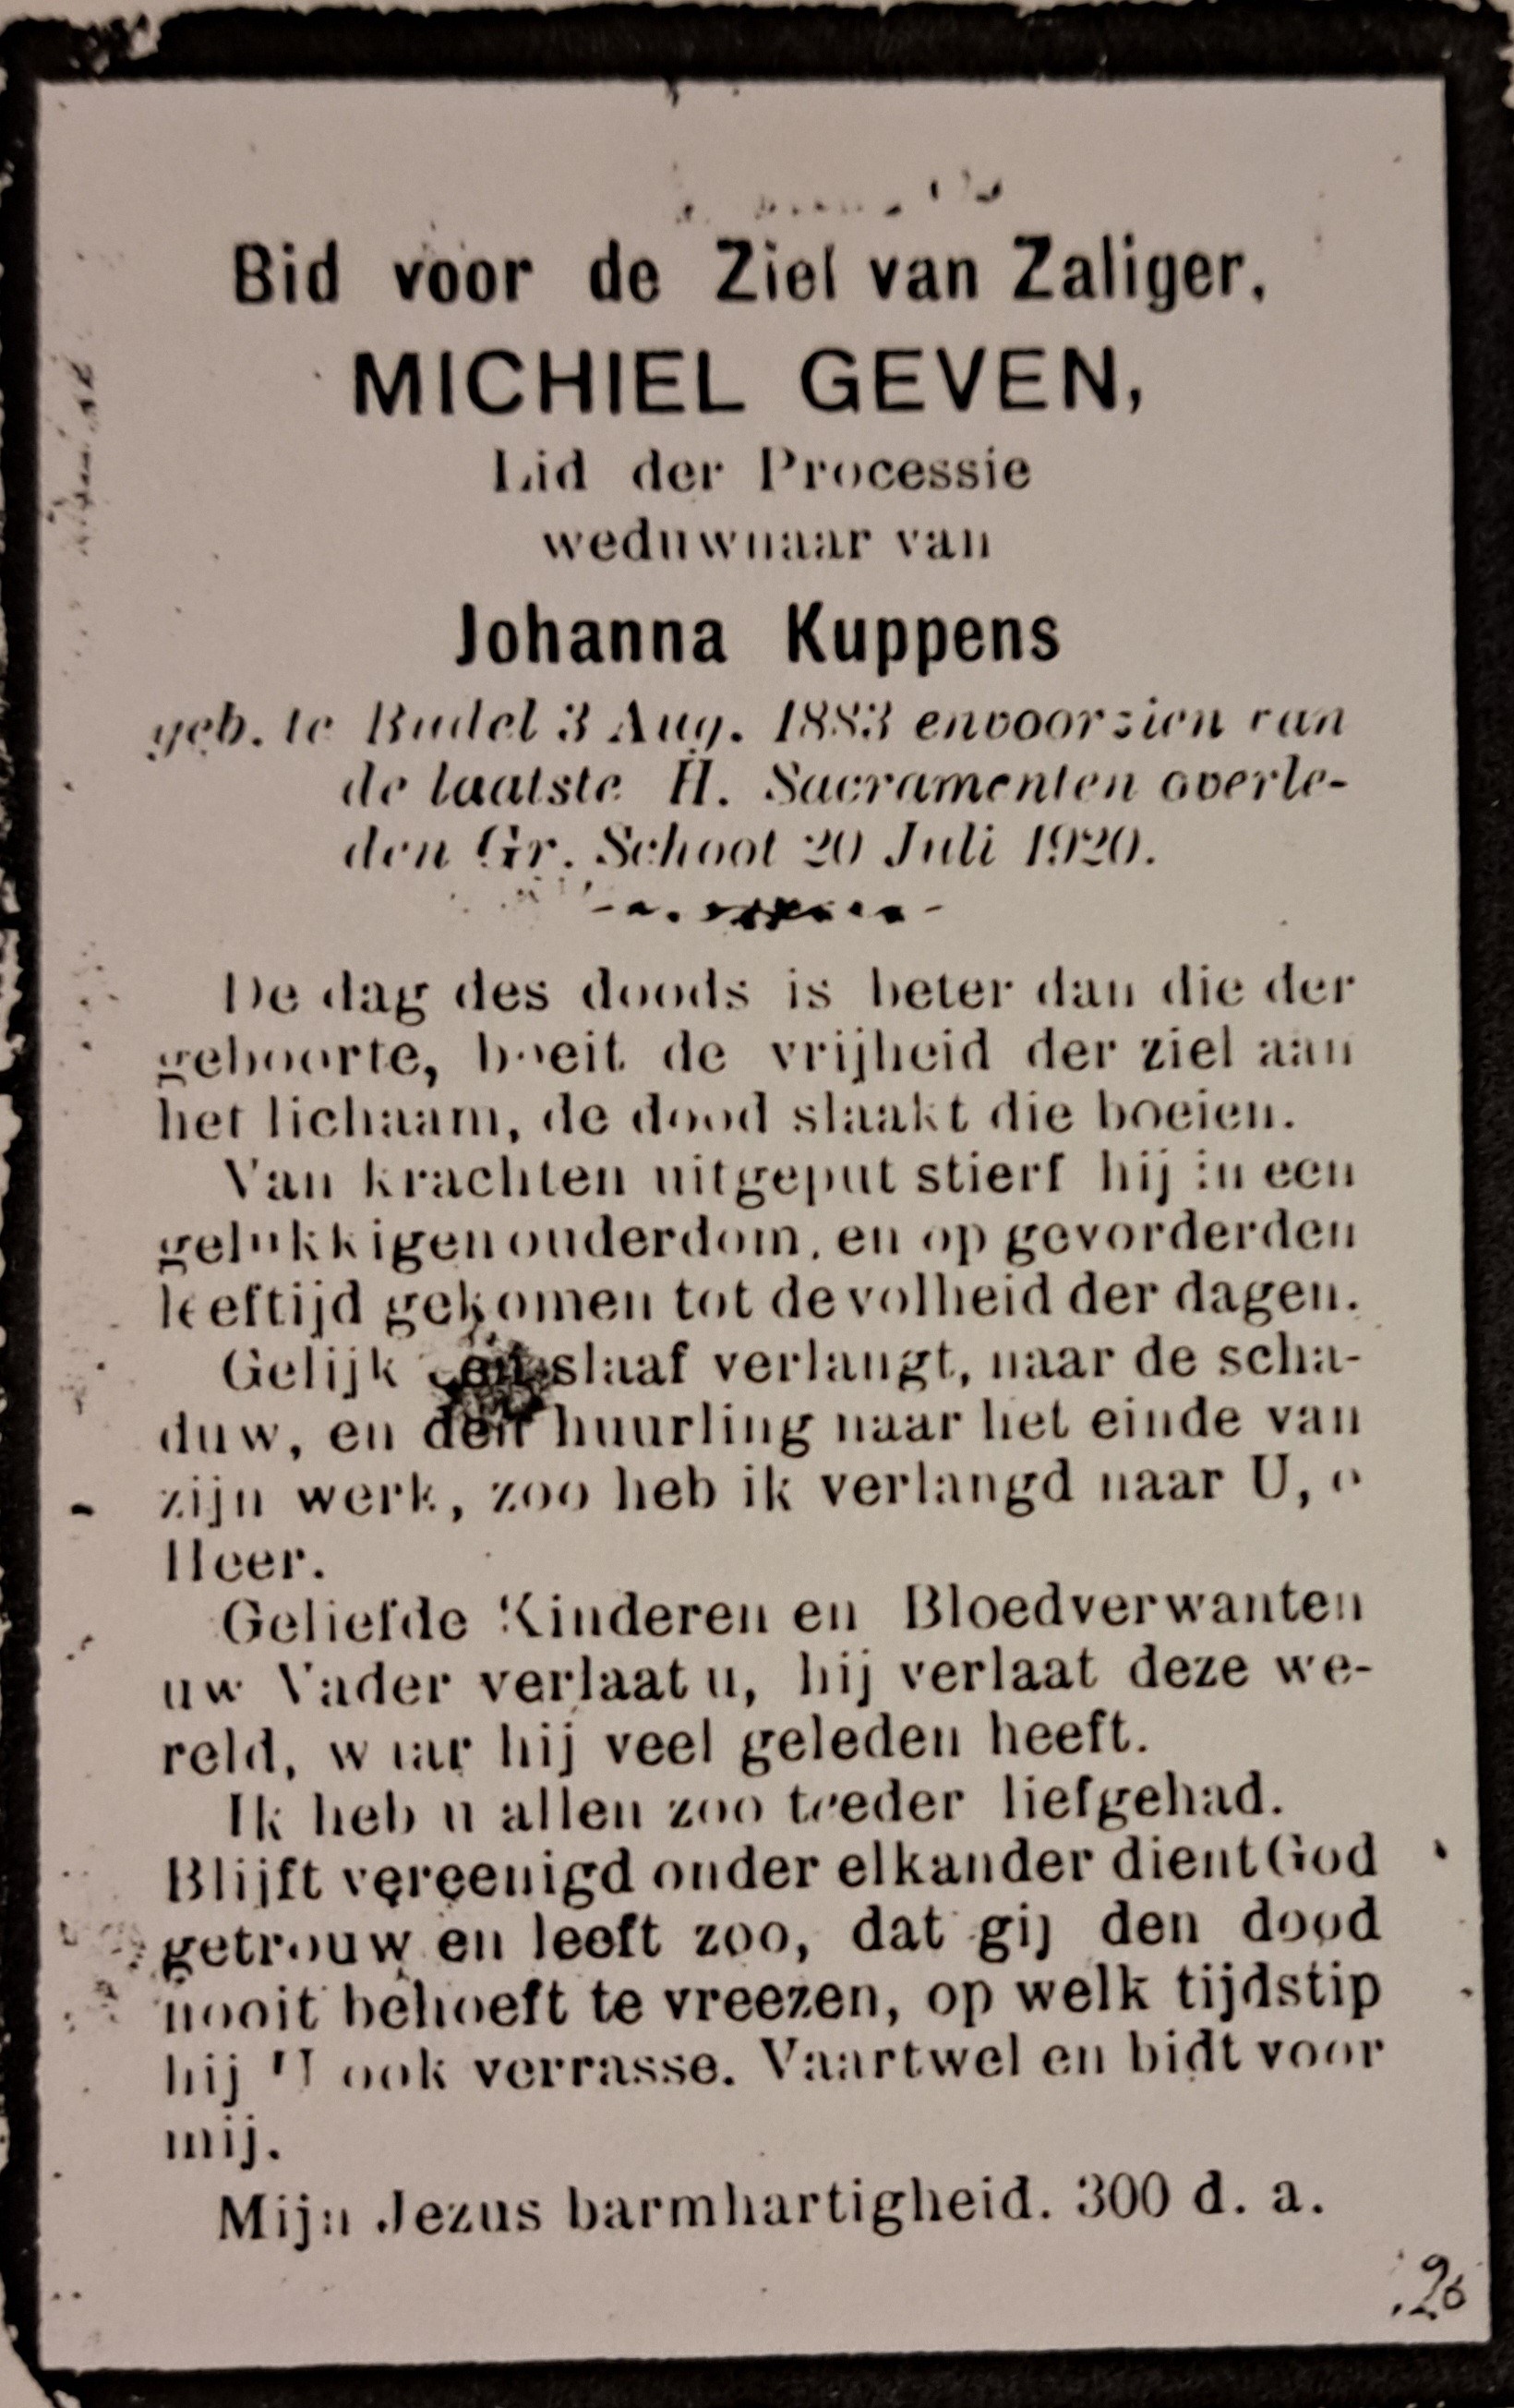 Bid voor de Ziel van Zaliger,
MICHIEL GEVEN,
Lid der Processie
weduwnaar van
Johanna Kuppens
geb. te Budel 3 Aug. 1883 envoorzien van
de laatste H. Sacramenten overle-
den Gr. Schoot 20 Juli 1920.
De dag des doods is beter dan die der
geboorte, boeit de vrijheid der ziel aan
het lichaam, de dood slaakt die boeien.
Van krachten uitgeput stierf hij in een
gelukkigen ouderdom, en op gevorderden
leeftijd gekomen tot de volheid der dagen.
Gelijk een slaaf verlangt, naar de scha-
duw, en den huurling naar het einde van
zijn werk, zoo heb ik verlangd naar U, o
Heer.
Geliefde Kinderen en Bloedverwanten
uw Vader verlaat u, hij verlaat deze we-
reld, waar hij veel geleden heeft.
Ik heb u allen zoo teeder liefgehad.
Blijft vereenigd onder elkander dient God
getrouw en leeft zoo, dat gij den dood
nooit behoeft te vreezen, op welk tijdstip
hij U ook verrasse. Vaartwel en bidt voor
mij.
Mijn Jezus barmhartigheid. 300 d. a.